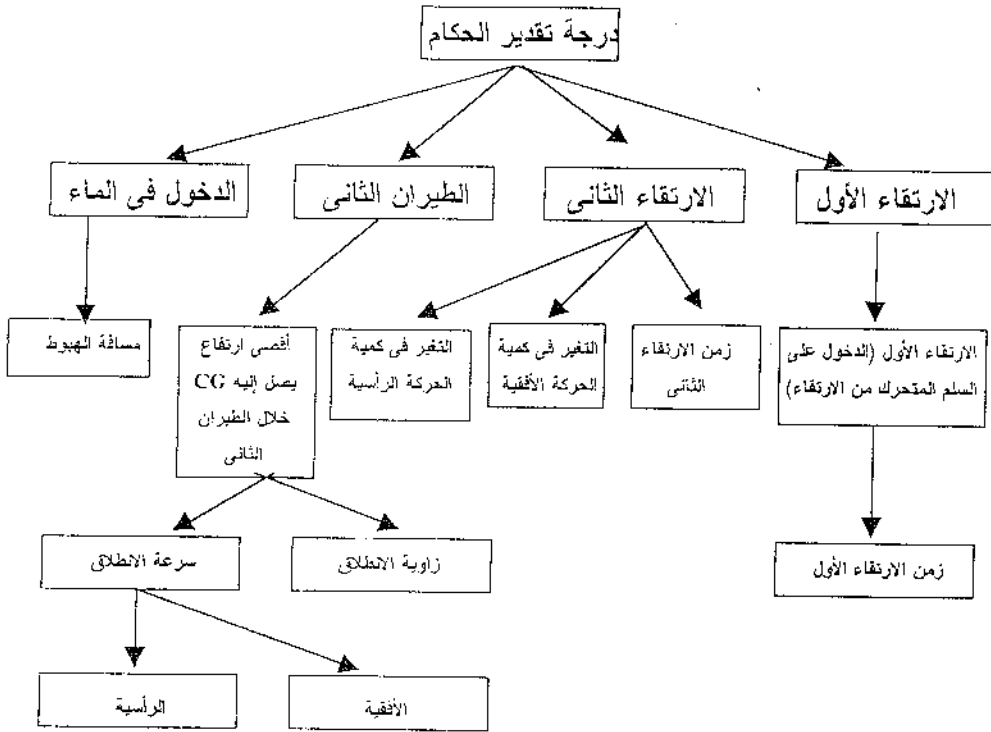 درجة تقدير الحكام
الارتقاء الأول
الارتقاء الثانى
الطيران الثانى
الدخول فى الماء
الارتقاء الأول (الدخول على
السلم المتحرك من الارتقاء)
زمن الارتقاء
الثانى
التغير فى كمية
الحركة الأفقية
التغير فى كمية
الحركة الرأسية
أقصى ارتفاع
يصل إليه CG
خلال الطيران
الثانى
مسافة الهبوط
زمن الارتقاء الأول
زاوية الانطلاق
سرعة الانطلاق
الأفقية
الرأسية